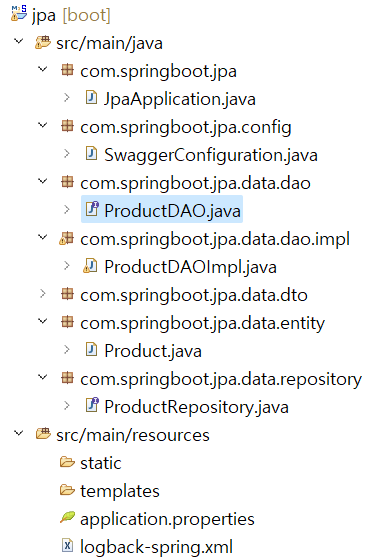 jpa [boot]
src/main/java
com.springboot.jpa
JpaApplication.java
com.springboot.jpa.config
SwaggerConfiguration.java
com.springboot.jpa.data.dao
ProductDAO.java
com.springboot.jpa.data.dao.impl
ProductDAOImpl.java
com.springboot.jpa.data.dto
com.springboot.jpa.data.entity
Product.java
com.springboot.jpa.data.repository
ProductRepository.java
src/main/resources
static
templates
application.properties
logback-spring.xml